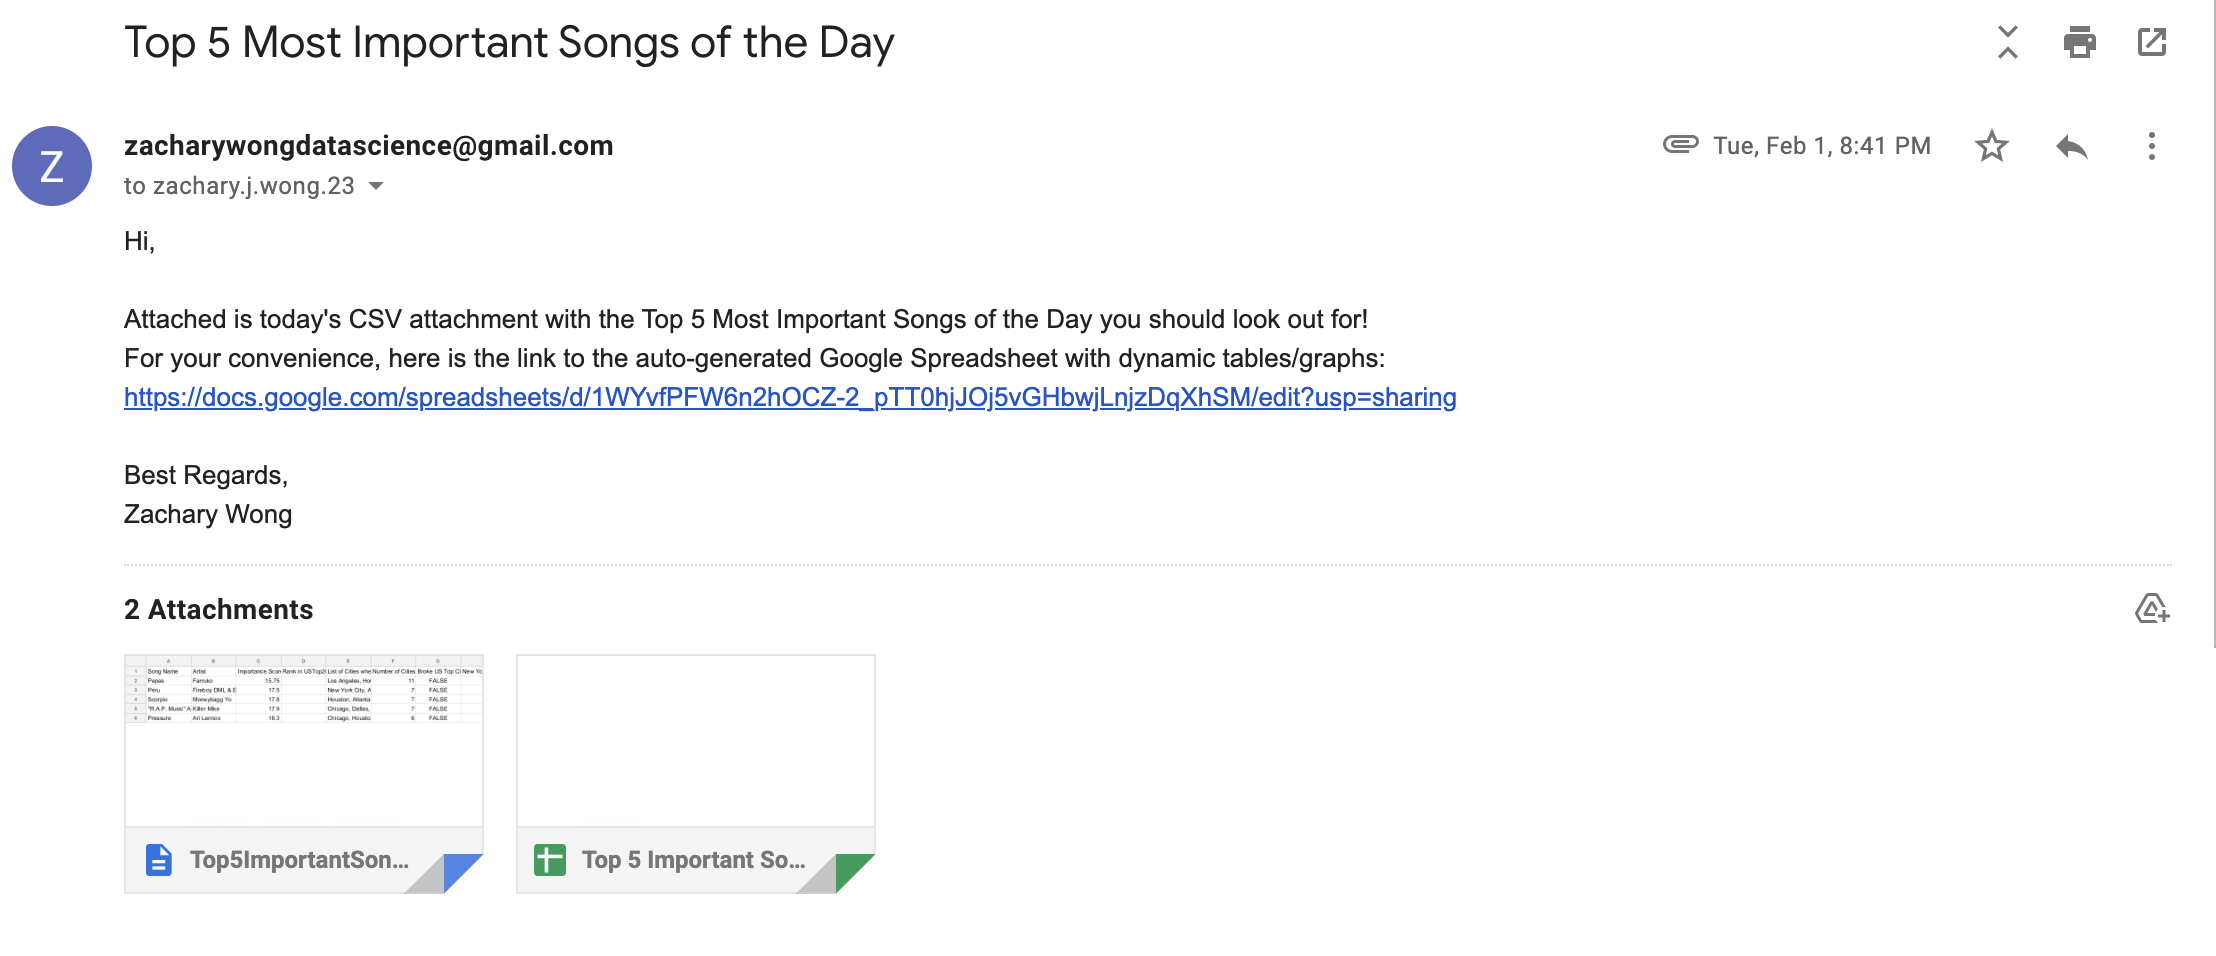 Top 5 Most Important Songs of the Day
Z
zacharywongdatascience@gmail.com
Tue, Feb 1, 8:41 PM
to zachary.j.wong.23
Hi,
Attached is today's CSV attachment with the Top 5 Most Important Songs of the Day you should look out for!
For your convenience, here is the link to the auto-generated Google Spreadsheet with dynamic tables/graphs:
https://docs.google.com/spreadsheets/d/1WYvfPFW6n2hOCZ-2_pTT0hjJOj5vGHbwjLnjzDqXhSM/edit?usp=sharing
Best Regards,
Zachary Wong
2 Attachments
A B C D E F G
1 Song Name Artist Importance Scor Rank in USTop2 List of Cities whe Number of Cities Broke US Top Cl New Yo
2 Pepas Farruko 15.75 Los Angeles, Hou 11 FALSE
3 Peru Fireboy DML & E 17.5 New York City, A 7 FALSE
4 Scorpio Moneybagg Yo 17.8 Houston, Atlanta 7 FALSE
5 "R.A.P. Music" A Killer Mike 17.9 Chicago, Dallas, 7 FALSE
6 Pressure Ari Lennox 18.3 Chicago, Housto 6 FALSE
Top5ImportantSon...
Top 5 Important So...